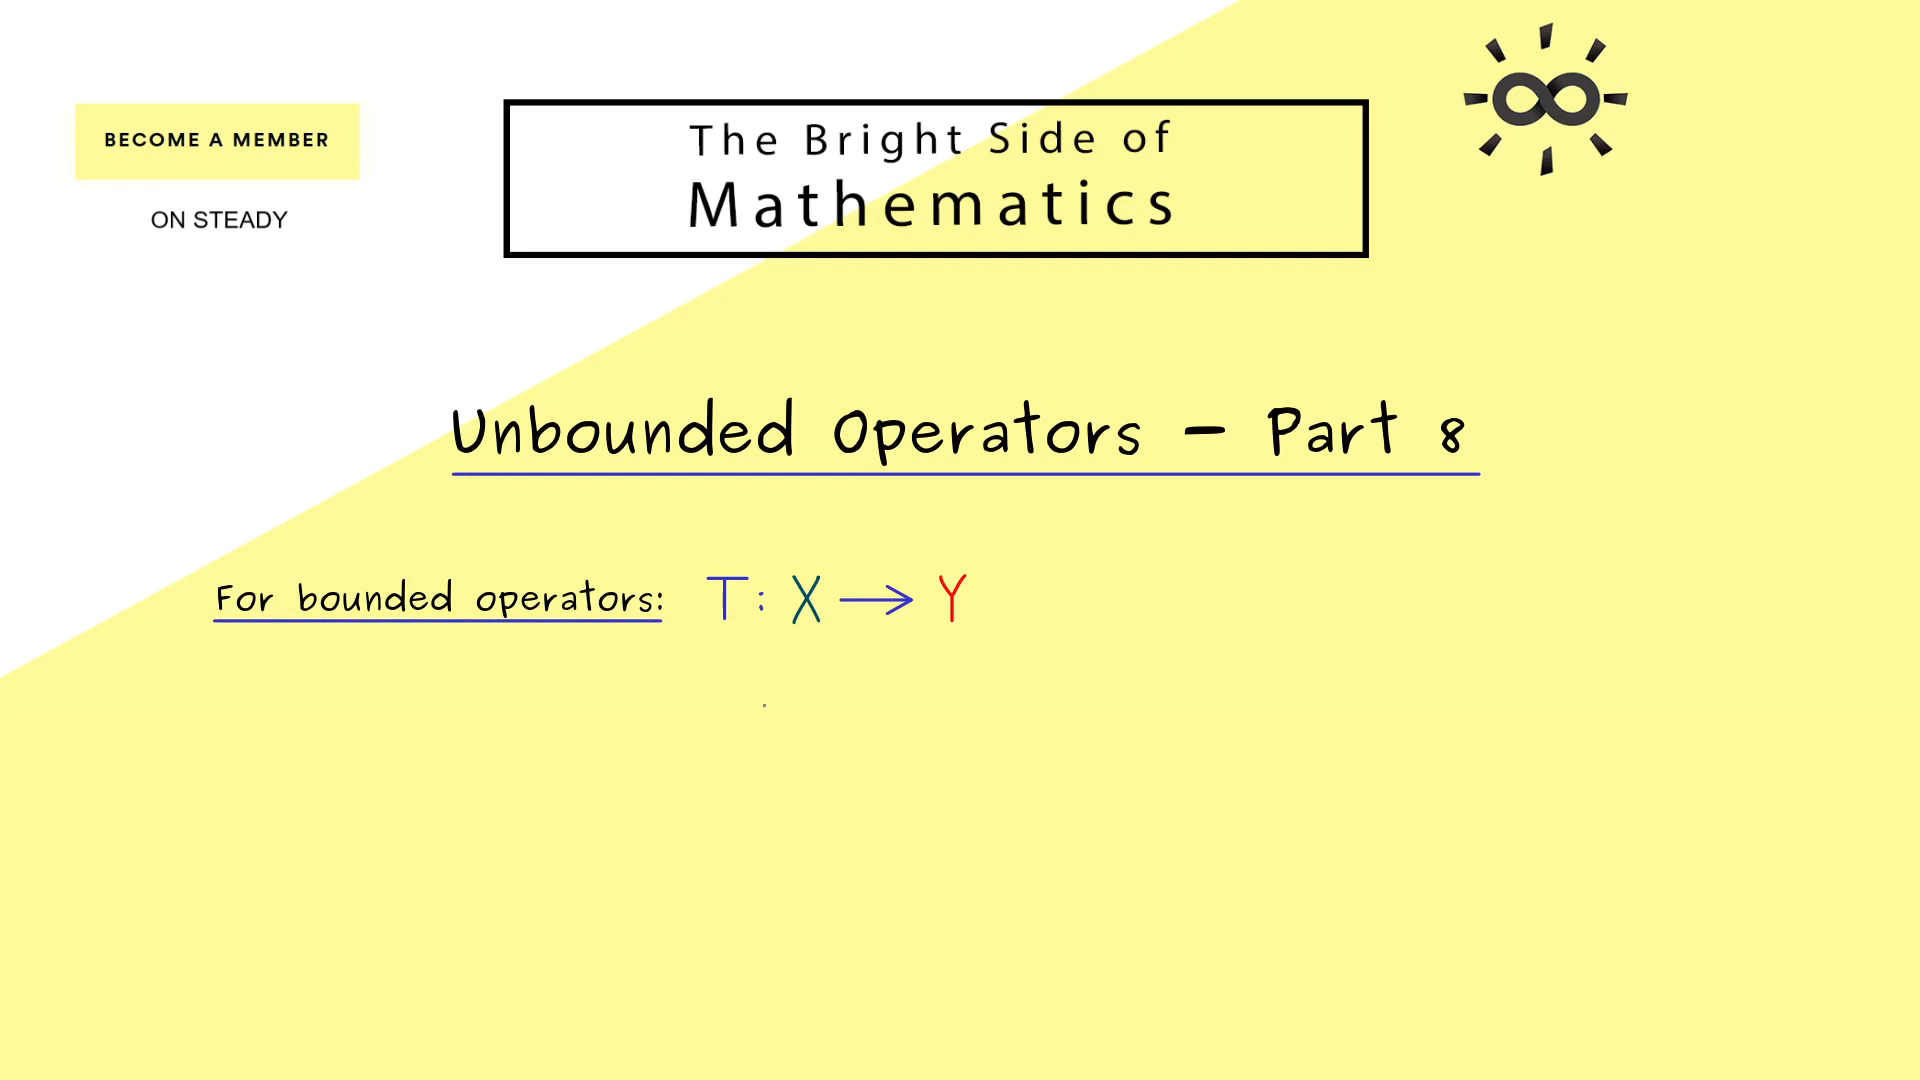 BECOME A MEMBER
ON STEADY
The Bright Side of
Mathematics
Unbounded Operators - Part 8
For bounded operators: T: X → Y